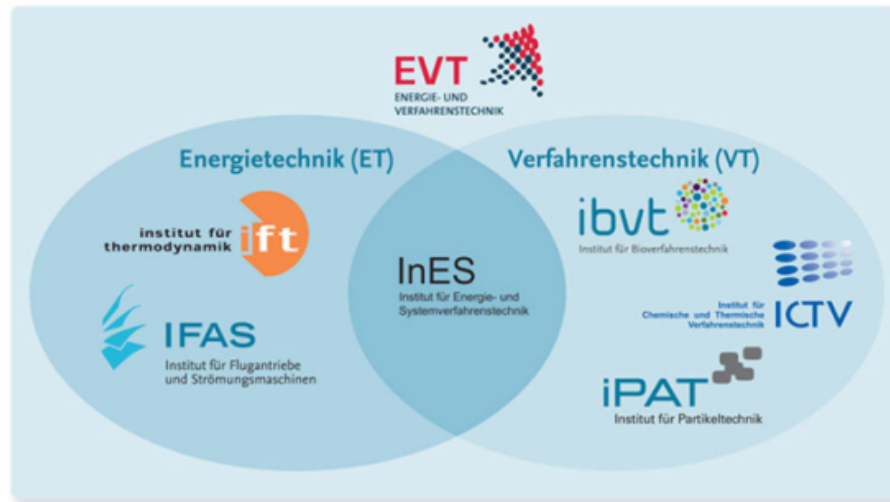 EVT
ENERGIE- UND
VERFAHRENSTECHNIK
Energietechnik (ET)
Verfahrenstechnik (VT)
institut für
thermodynamik
ift
IFAS
Institut für Flugantriebe
und Strömungsmaschinen
InES
Institut für Energie- und
Systemverfahrenstechnik
ibvt
Institut für Bioverfahrenstechnik
Institut für
Chemische und Thermische
Verfahrenstechnik
ICTV
iPAT
Institut für Partikeltechnik